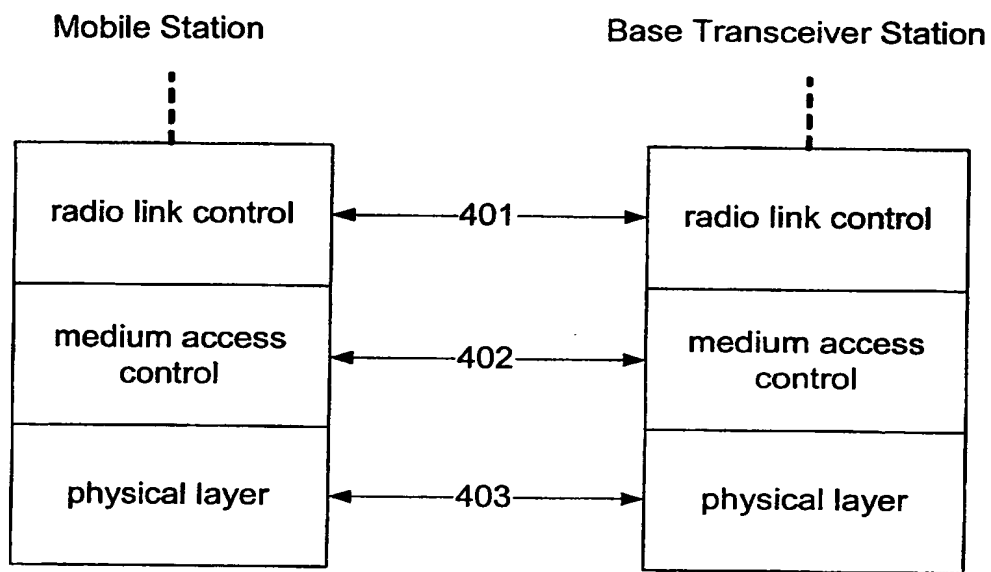 Mobile Station
Base Transceiver Station
radio link control
401
radio link control
medium access
control
402
medium access
control
physical layer
403
physical layer